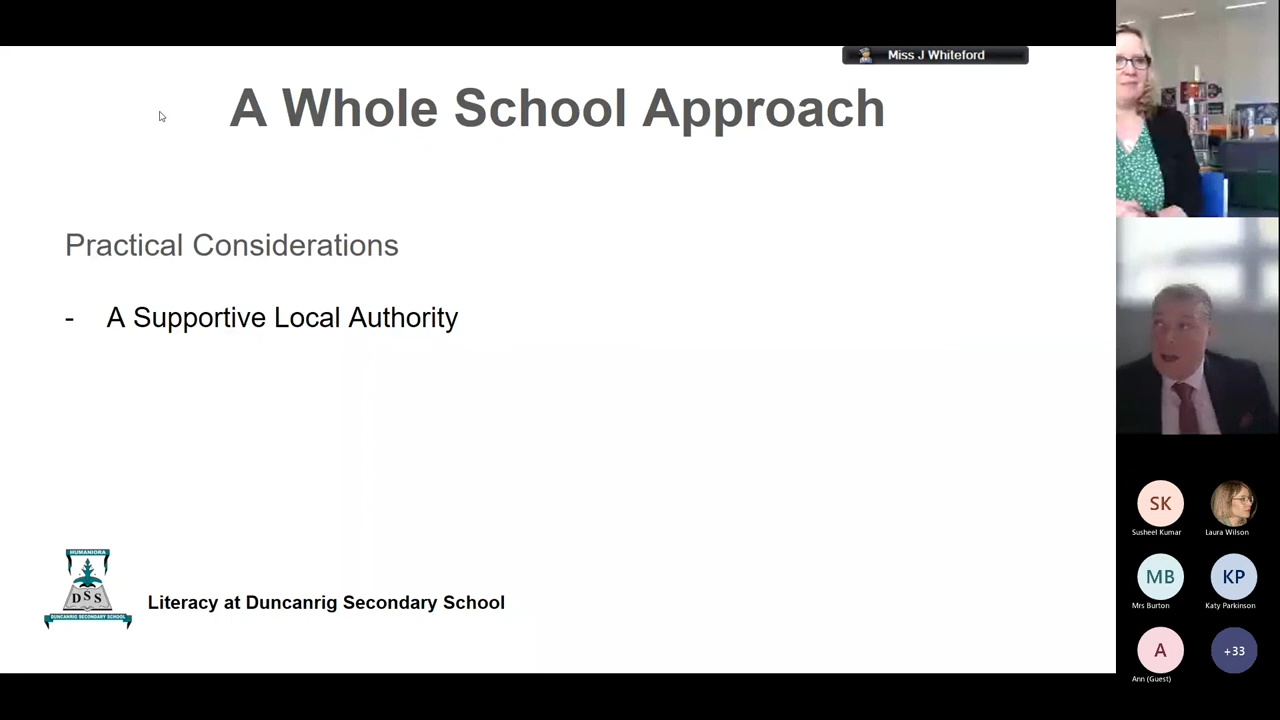 Miss J Whiteford
A Whole School Approach
Practical Considerations
- A Supportive Local Authority
HUMANIORA
DSS
DUNCANRIG SECONDARY SCHOOL
Literacy at Duncanrig Secondary School
SK
Susheel Kumar
Laura Wilson
MB
Mrs Burton
KP
Katy Parkinson
A
Ann (Guest)
+33